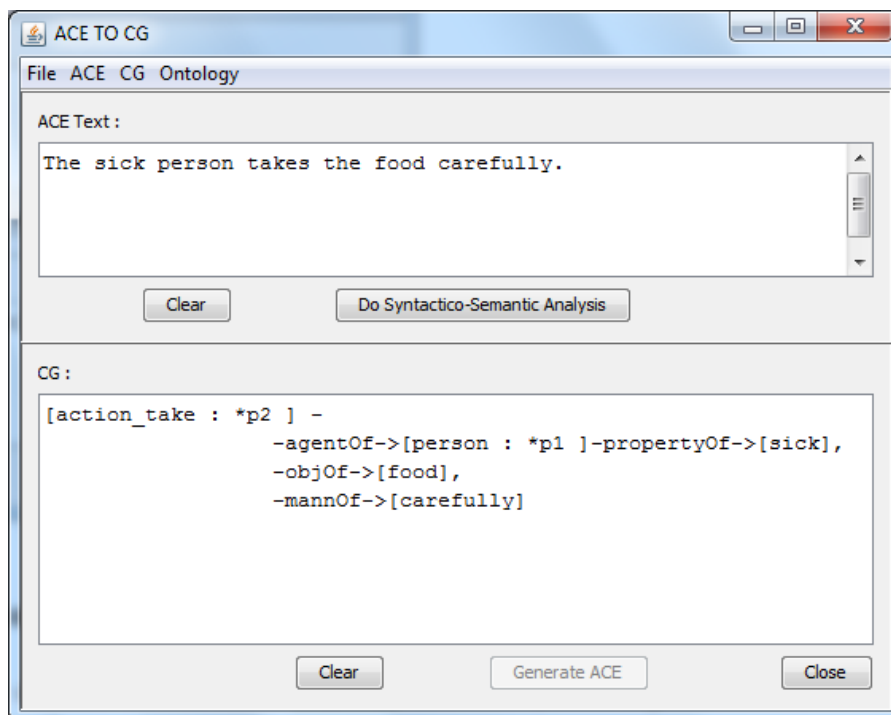 ACE TO CG
File ACE CG Ontology
ACE Text :
The sick person takes the food carefully.
Clear Do Syntactico-Semantic Analysis
CG :
[action_take : *p2 ] -
-agentOf->[person : *p1 ]-propertyOf->[sick],
-objOf->[food],
-mannOf->[carefully]
Clear Generate ACE Close